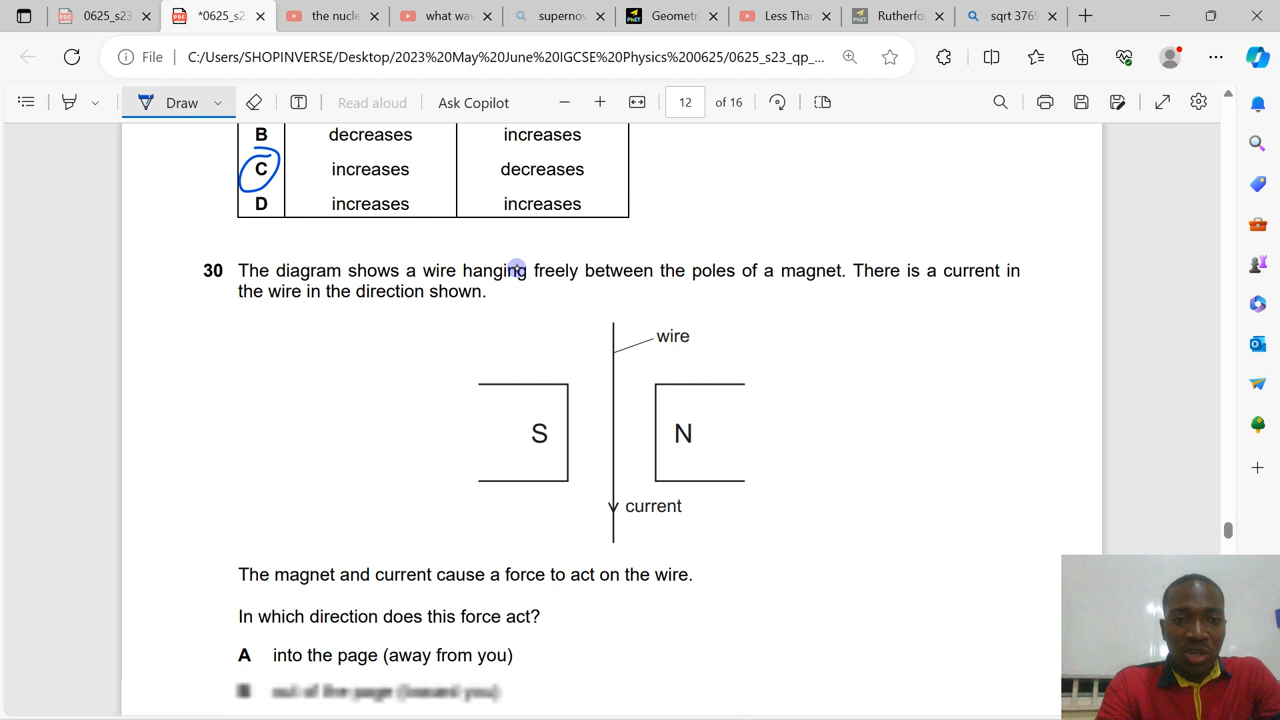 0625_s23
*0625_s2
the nucle
what wav
supernov
Geometr
Less Tha
Rutherfo
sqrt 3769
File
C:/Users/SHOPINVERSE/Desktop/2023%20May%20June%20IGCSE%20Physics%200625/0625_s23_qp_...
Draw
Read aloud
Ask Copilot
12
of 16
B decreases increases
C increases decreases
D increases increases
30 The diagram shows a wire hanging freely between the poles of a magnet. There is a current in
the wire in the direction shown.
wire
S
N
current
The magnet and current cause a force to act on the wire.
In which direction does this force act?
A into the page (away from you)